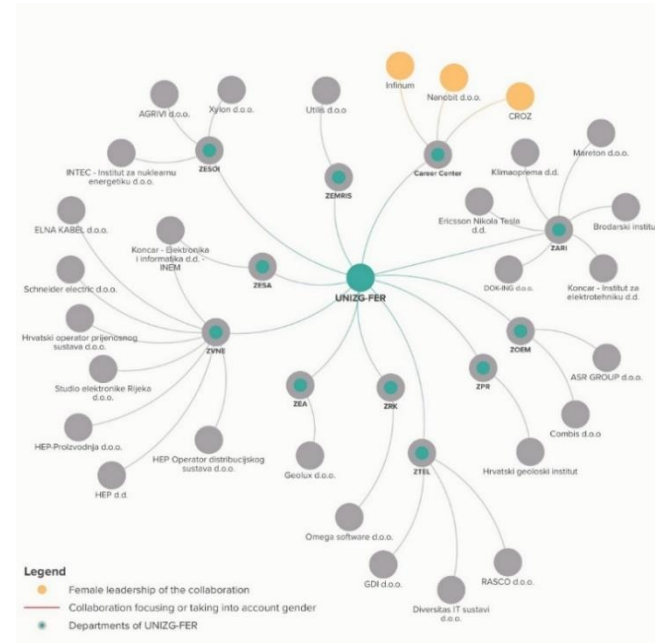 Infinum
Nanobit d.o.o.
CROZ
AGRIVI d.o.o.
Xylon d.o.o.
Utilis d.o.o
Mareton d.o.o.
INTEC - Institut za nuklearnu
energetiku d.o.o.
ZESOI
Career Center
Klimaoprema d.d.
ZEMRIS
ELNA KABEL d.o.o.
Koncar - Elektronika
i informatika d.d. -
INEM
Ericsson Nikola Tesla
d.d.
Brodarski institu
ZARI
ZESA
UNIZG-FER
DOK-ING d.o.o.
Koncar - Institut za
elektrotehniku d.d.
Schneider electric d.o.o.
Hrvatski operator prijenosnog
sustava d.o.o.
ZVNE
ZOEM
ASR GROUP d.o.o.
Studio elektronike Rijeka
d.o.o.
ZEA
ZRK
ZPR
Combis d.o.o
HEP-Proizvodnja d.o.o.
HEP Operator distribucijskog
sustava d.o.o.
Geolux d.o.o.
ZTEL
Hrvatski geoloski institut
HEP d.d.
Omega software d.o.o.
GDI d.o.o.
RASCO d.o.o.
Diversitas IT sustavi
d.o.o.
Legend
Female leadership of the collaboration
Collaboration focusing or taking into account gender
Departments of UNIZG-FER